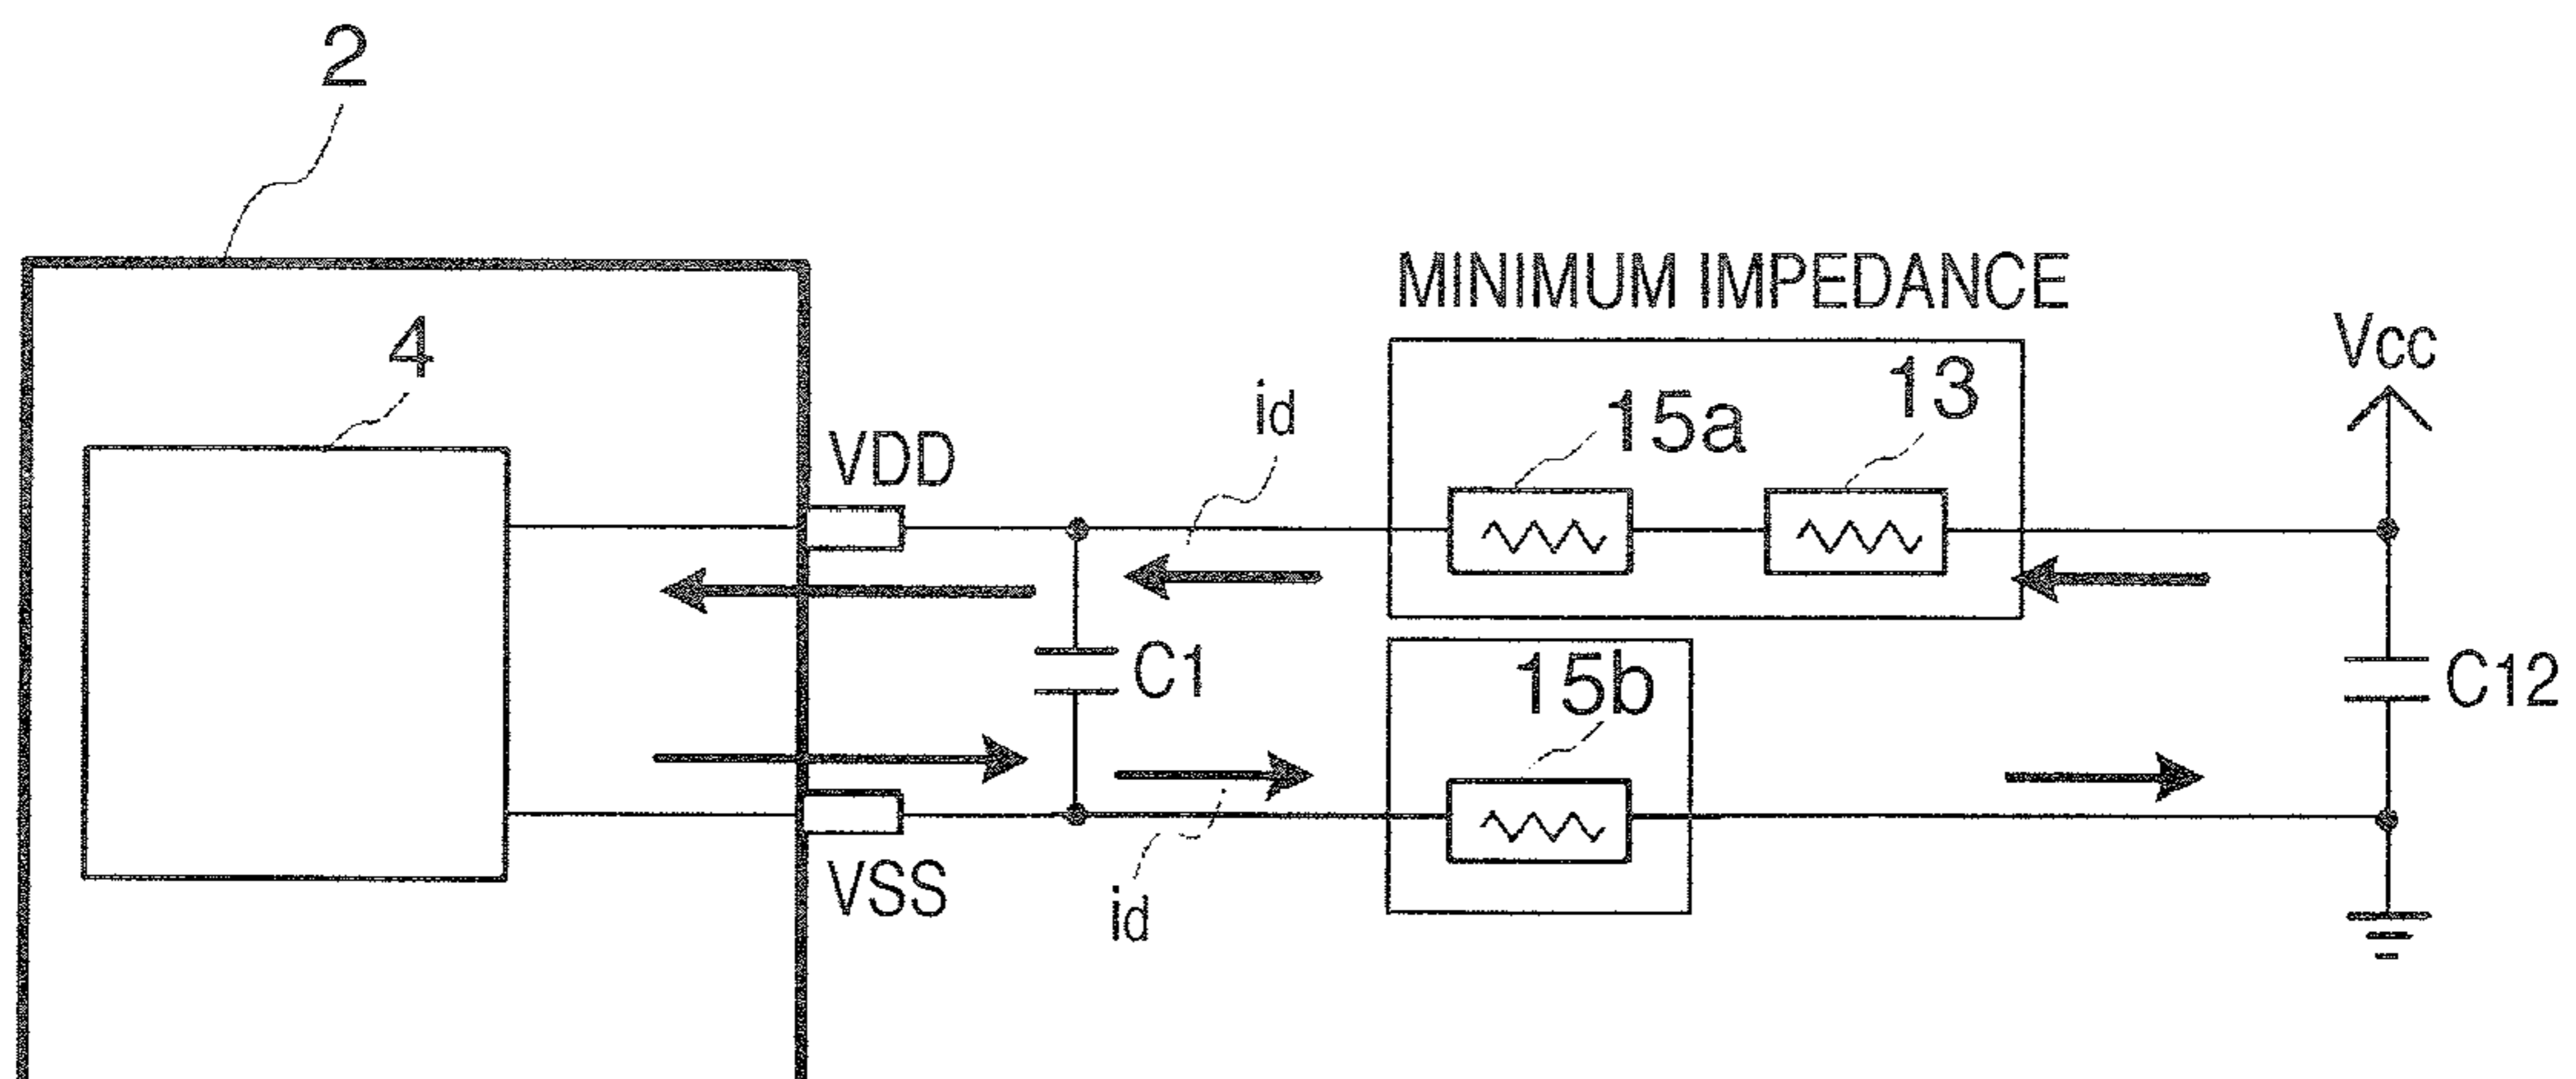 2
MINIMUM IMPEDANCE
4
Vcc
13
id
15a
VDD
C1
15b
C12
VSS
id